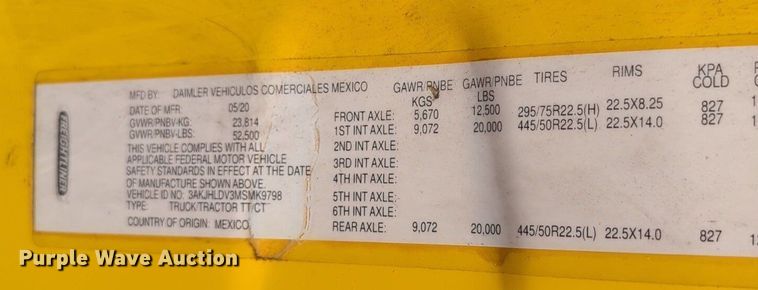 FREIGHTLINER
MFD BY: DAIMLER VEHICULOS COMERCIALES MEXICO
DATE OF MFR 05/20
GVWR/PNBV-KG: 23,814
GVWR/PNBV-LBS: 52,500
THIS VEHICLE COMPLIES WITH ALL
APPLICABLE FEDERAL MOTOR VEHICLE
SAFETY STANDARDS IN EFFECT AT THE DATE
OF MANUFACTURE SHOWN ABOVE.
VEHICLE ID NO: 3AKJHLDV3MSMK9798
TYPE: TRUCK/TRACTOR TT/CT
COUNTRY OF ORIGIN: MEXICO
GAWR/PNBE GAWR/PNBE TIRES RIMS KPA
KGS LBS COLD
FRONT AXLE: 5,670 12,500 295/75R22.5(H) 22.5X8.25 827
1ST INT AXLE: 9,072 20,000 445/50R22.5(L) 22.5X14.0 827
2ND INT AXLE:
3RD INT AXLE:
4TH INT AXLE:
5TH INT AXLE:
6TH INT AXLE:
REAR AXLE: 9,072 20,000 445/50R22.5(L) 22.5X14.0 827
Purple Wave Auction